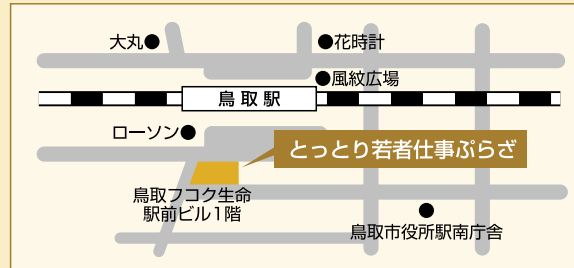 大丸
花時計
風紋広場
鳥取駅
ローソン
とっとり若者仕事ぷらざ
鳥取フコク生命
駅前ビル1階
鳥取市役所駅南庁舎